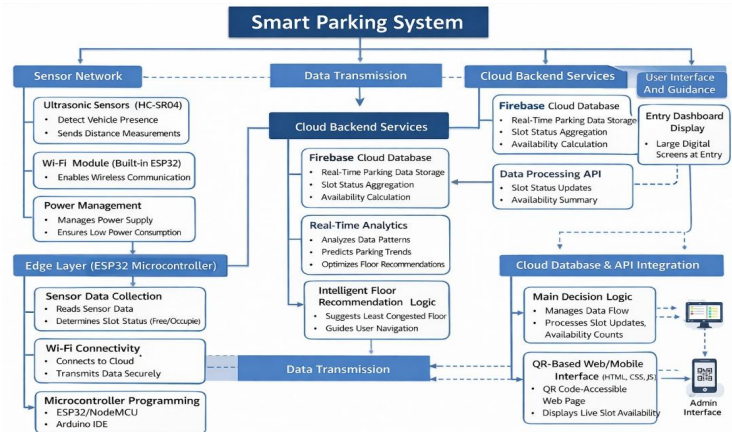 Smart Parking System
Sensor Network
Data Transmission
Cloud Backend Services
User Interface
And Guidance
Ultrasonic Sensors (HC-SR04)
• Detect Vehicle Presence
• Sends Distance Measurements
Wi-Fi Module (Built-in ESP32)
• Enables Wireless Communication
Power Management
• Manages Power Supply
• Ensures Low Power Consumption
Edge Layer (ESP32 Microcontroller)
Sensor Data Collection
• Reads Sensor Data
• Determines Slot Status (Free/Occupie)
Wi-Fi Connectivity
• Connects to Cloud
• Transmits Data Securely
Microcontroller Programming
• ESP32/NodeMCU
• Arduino IDE
Cloud Backend Services
Firebase Cloud Database
• Real-Time Parking Data Storage
• Slot Status Aggregation
• Availability Calculation
Real-Time Analytics
• Analyzes Data Patterns
• Predicts Parking Trends
• Optimizes Floor Recommendations
Intelligent Floor
Recommendation Logic
• Suggests Least Congested Floor
• Guides User Navigation
Data Transmission
Firebase Cloud Database
• Real-Time Parking Data Storage
• Slot Status Aggregation
• Availability Calculation
Data Processing API
• Slot Status Updates
• Availability Summary
Entry Dashboard
Display
• Large Digital
Screens at Entry
Cloud Database & API Integration
Main Decision Logic
• Manages Data Flow
• Processes Slot Updates,
Availability Counts
QR-Based Web/Mobile
Interface (HTML, CSS, JS)
• QR Code-Accessible
Web Page
• Displays Live Slot Availability
Admin
Interface